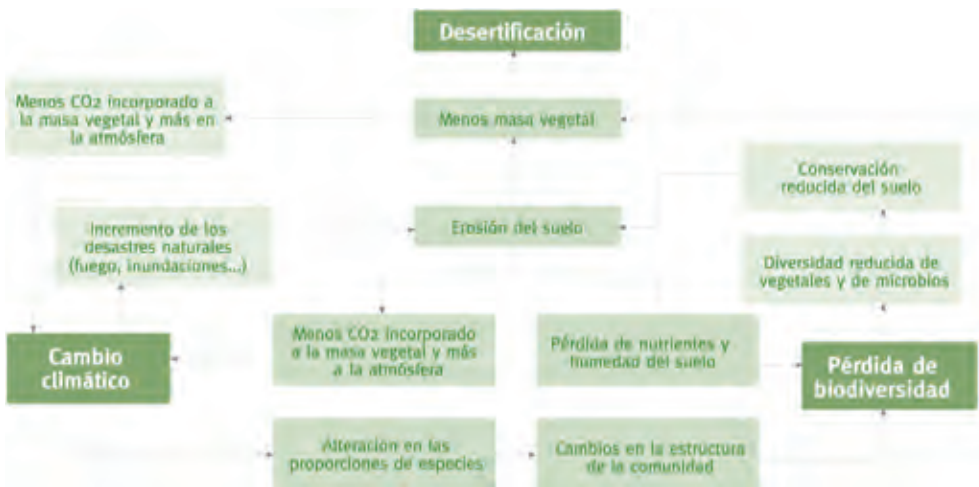 Desertificación
Menos CO2 incorporado a
la masa vegetal y más en
la atmósfera
Menos masa vegetal
Conservación
reducida del suelo
Erosión del suelo
Incremento de los
desastres naturales
(fuego, inundaciones...)
Diversidad reducida de
vegetales y de microbios
Cambio
climático
Menos CO2 incorporado
a la masa vegetal y más
a la atmósfera
Pérdida de nutrientes y
humedad del suelo
Pérdida de
biodiversidad
Alteración en las
proporciones de especies
Cambios en la estructura
de la comunidad